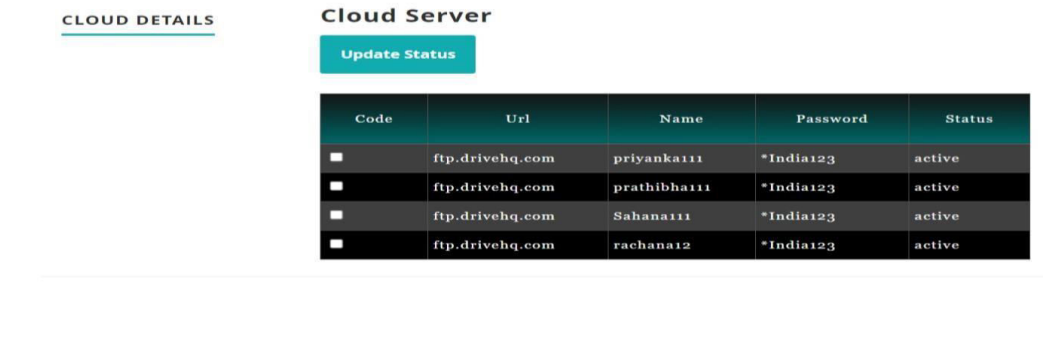 CLOUD DETAILS
Cloud Server
Update Status
Code Url Name Password Status
ftp.drivehq.com priyanka111 *India123 active
ftp.drivehq.com prathibha111 *India123 active
ftp.drivehq.com Sahana111 *India123 active
ftp.drivehq.com rachana12 *India123 active